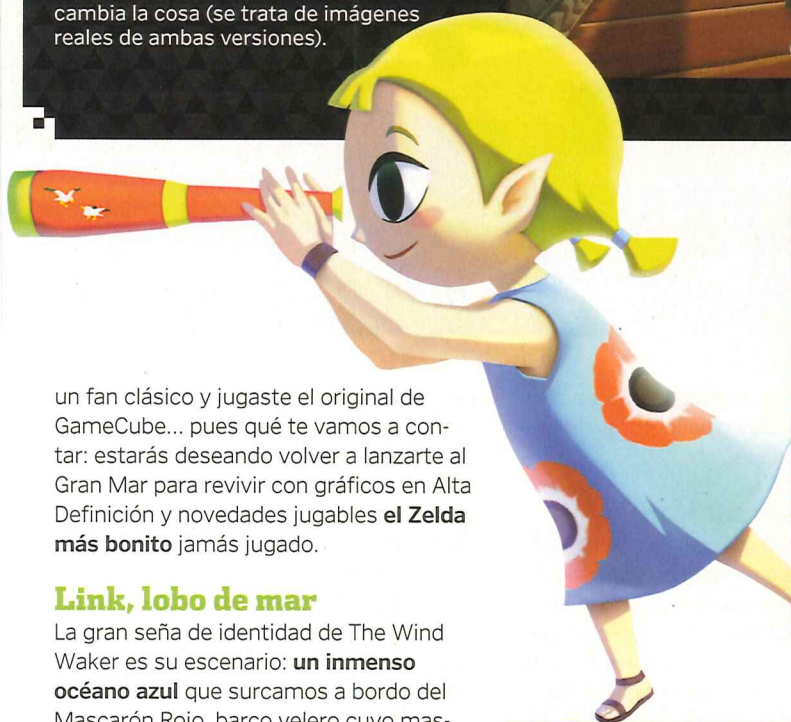 cambia la cosa (se trata de imágenes
reales de ambas versiones).
un fan clásico y jugaste el original de
GameCube... pues qué te vamos a con-
tar: estarás deseando volver a lanzarte al
Gran Mar para revivir con gráficos en Alta
Definición y novedades jugables el Zelda
más bonito jamás jugado.
Link, lobo de mar
La gran seña de identidad de The Wind
Waker es su escenario: un inmenso
océano azul que surcamos a bordo del
Mascarón Rojo, barco velero cuyo mas-